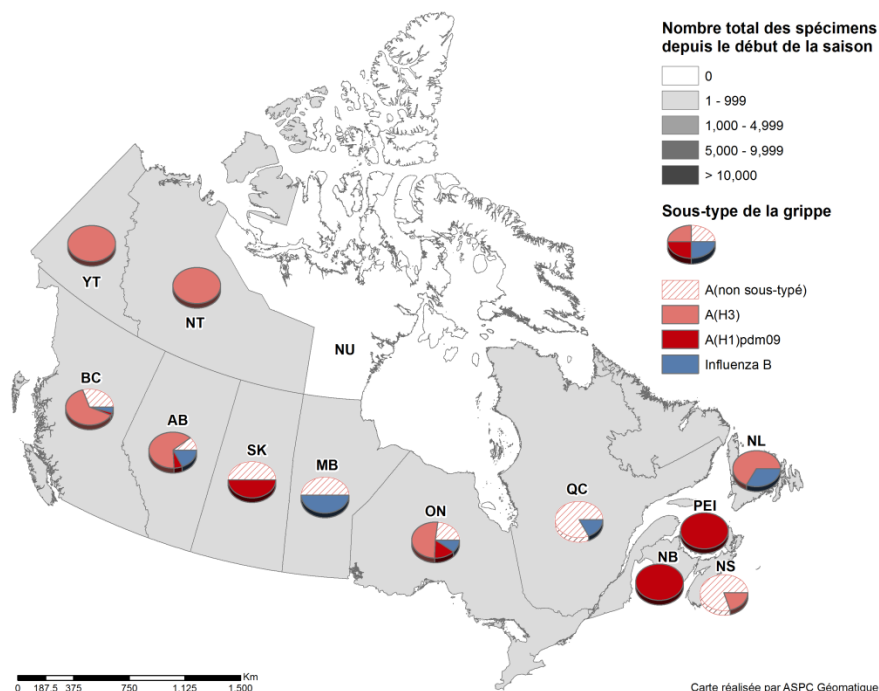 Nombre total des spécimens
depuis le début de la saison
0
1 - 999
1,000 - 4,999
5,000 - 9,999
> 10,000
Sous-type de la grippe
A(non sous-typé)
A(H3)
A(H1)pdm09
Influenza B
YT
NT
NU
BC
AB
SK
MB
ON
QC
NL
PEI
NB
NS
Km
0 187.5 375 750 1.125 1.500
Carte réalisée par ASPC Géomatique